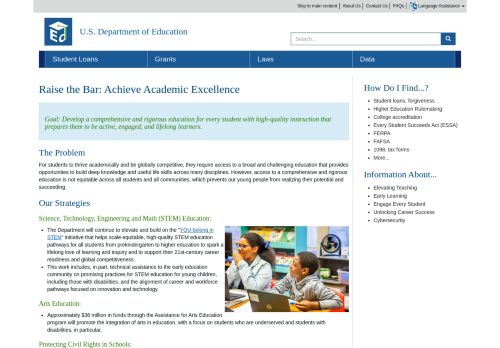 Skip to main content | About Us | Contact Us | FAQs | Language Assistance
U.S. Department of Education
Search...
Student Loans
Grants
Laws
Data
Raise the Bar: Achieve Academic Excellence
Goal: Develop a comprehensive and rigorous education for every student with high-quality instruction that
prepares them to be active, engaged, and lifelong learners.
The Problem
For students to thrive academically and be globally competitive, they require access to a broad and challenging education that provides
opportunities to build deep knowledge and useful life skills across many disciplines. However, access to a comprehensive and rigorous
education is not equitable across all students and all communities, which prevents our young people from realizing their potential and
succeeding.
Our Strategies
Science, Technology, Engineering and Math (STEM) Education:
The Department will continue to elevate and build on the "YOU belong in
STEM" initiative that helps scale equitable, high-quality STEM education
pathways for all students from prekindergarten to higher education to spark a
lifelong love of learning and inquiry and to support their 21st-century career
readiness and global competitiveness.
This work includes, in part, technical assistance to the early education
community on promising practices for STEM education for young children,
including those with disabilities, and the alignment of career and workforce
pathways focused on innovation and technology.
Arts Education:
Approximately $36 million in funds through the Assistance for Arts Education
program will promote the integration of arts in education, with a focus on students who are underserved and students with
disabilities, in particular.
Protecting Civil Rights in Schools:
How Do I Find...?
Student loans, forgiveness
Higher Education Rulemaking
College accreditation
Every Student Succeeds Act (ESSA)
FERPA
FAFSA
1098, tax forms
More...
Information About...
Elevating Teaching
Early Learning
Engage Every Student
Unlocking Career Success
Cybersecurity